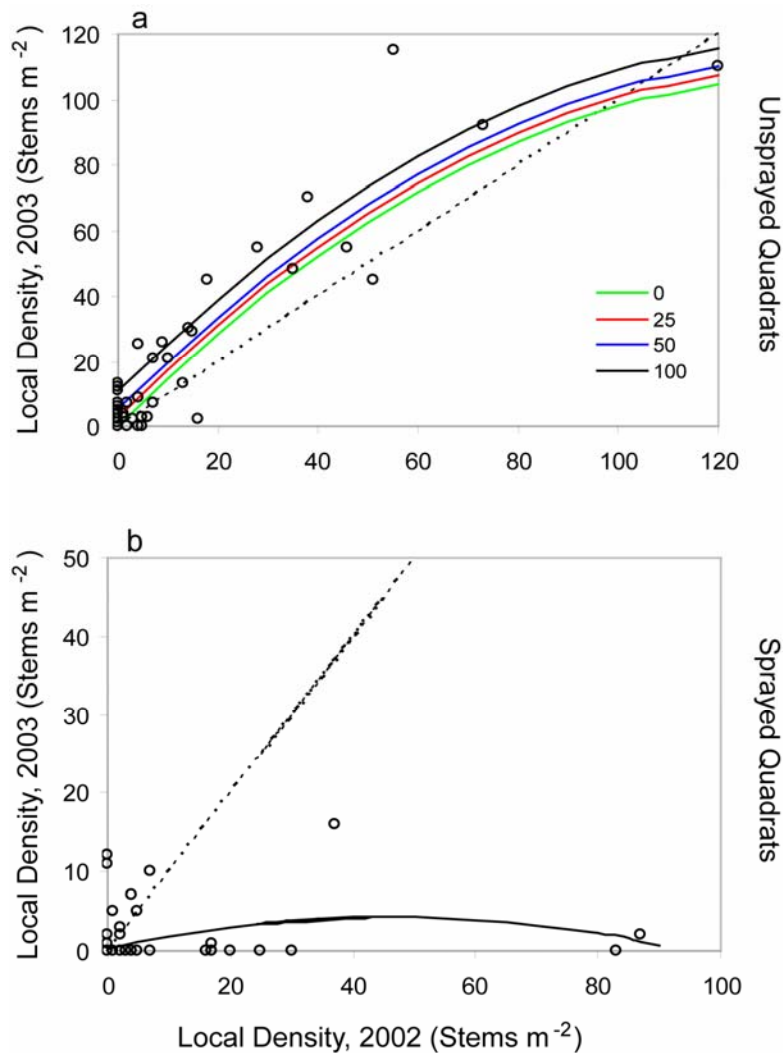 a
120
100
80
60
40
20
0
0 20 40 60 80 100 120
Local Density, 2003 (Stems m -2 )
Unsprayed Quadrats
0
25
50
100
b
50
40
30
20
10
0
0 20 40 60 80 100
Local Density, 2003 (Stems m -2 )
Sprayed Quadrats
Local Density, 2002 (Stems m -2)